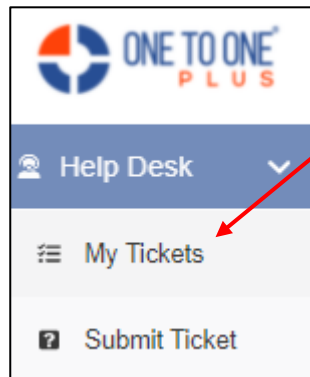 ONE TO ONE®
PLUS
Help Desk
My Tickets
Submit Ticket